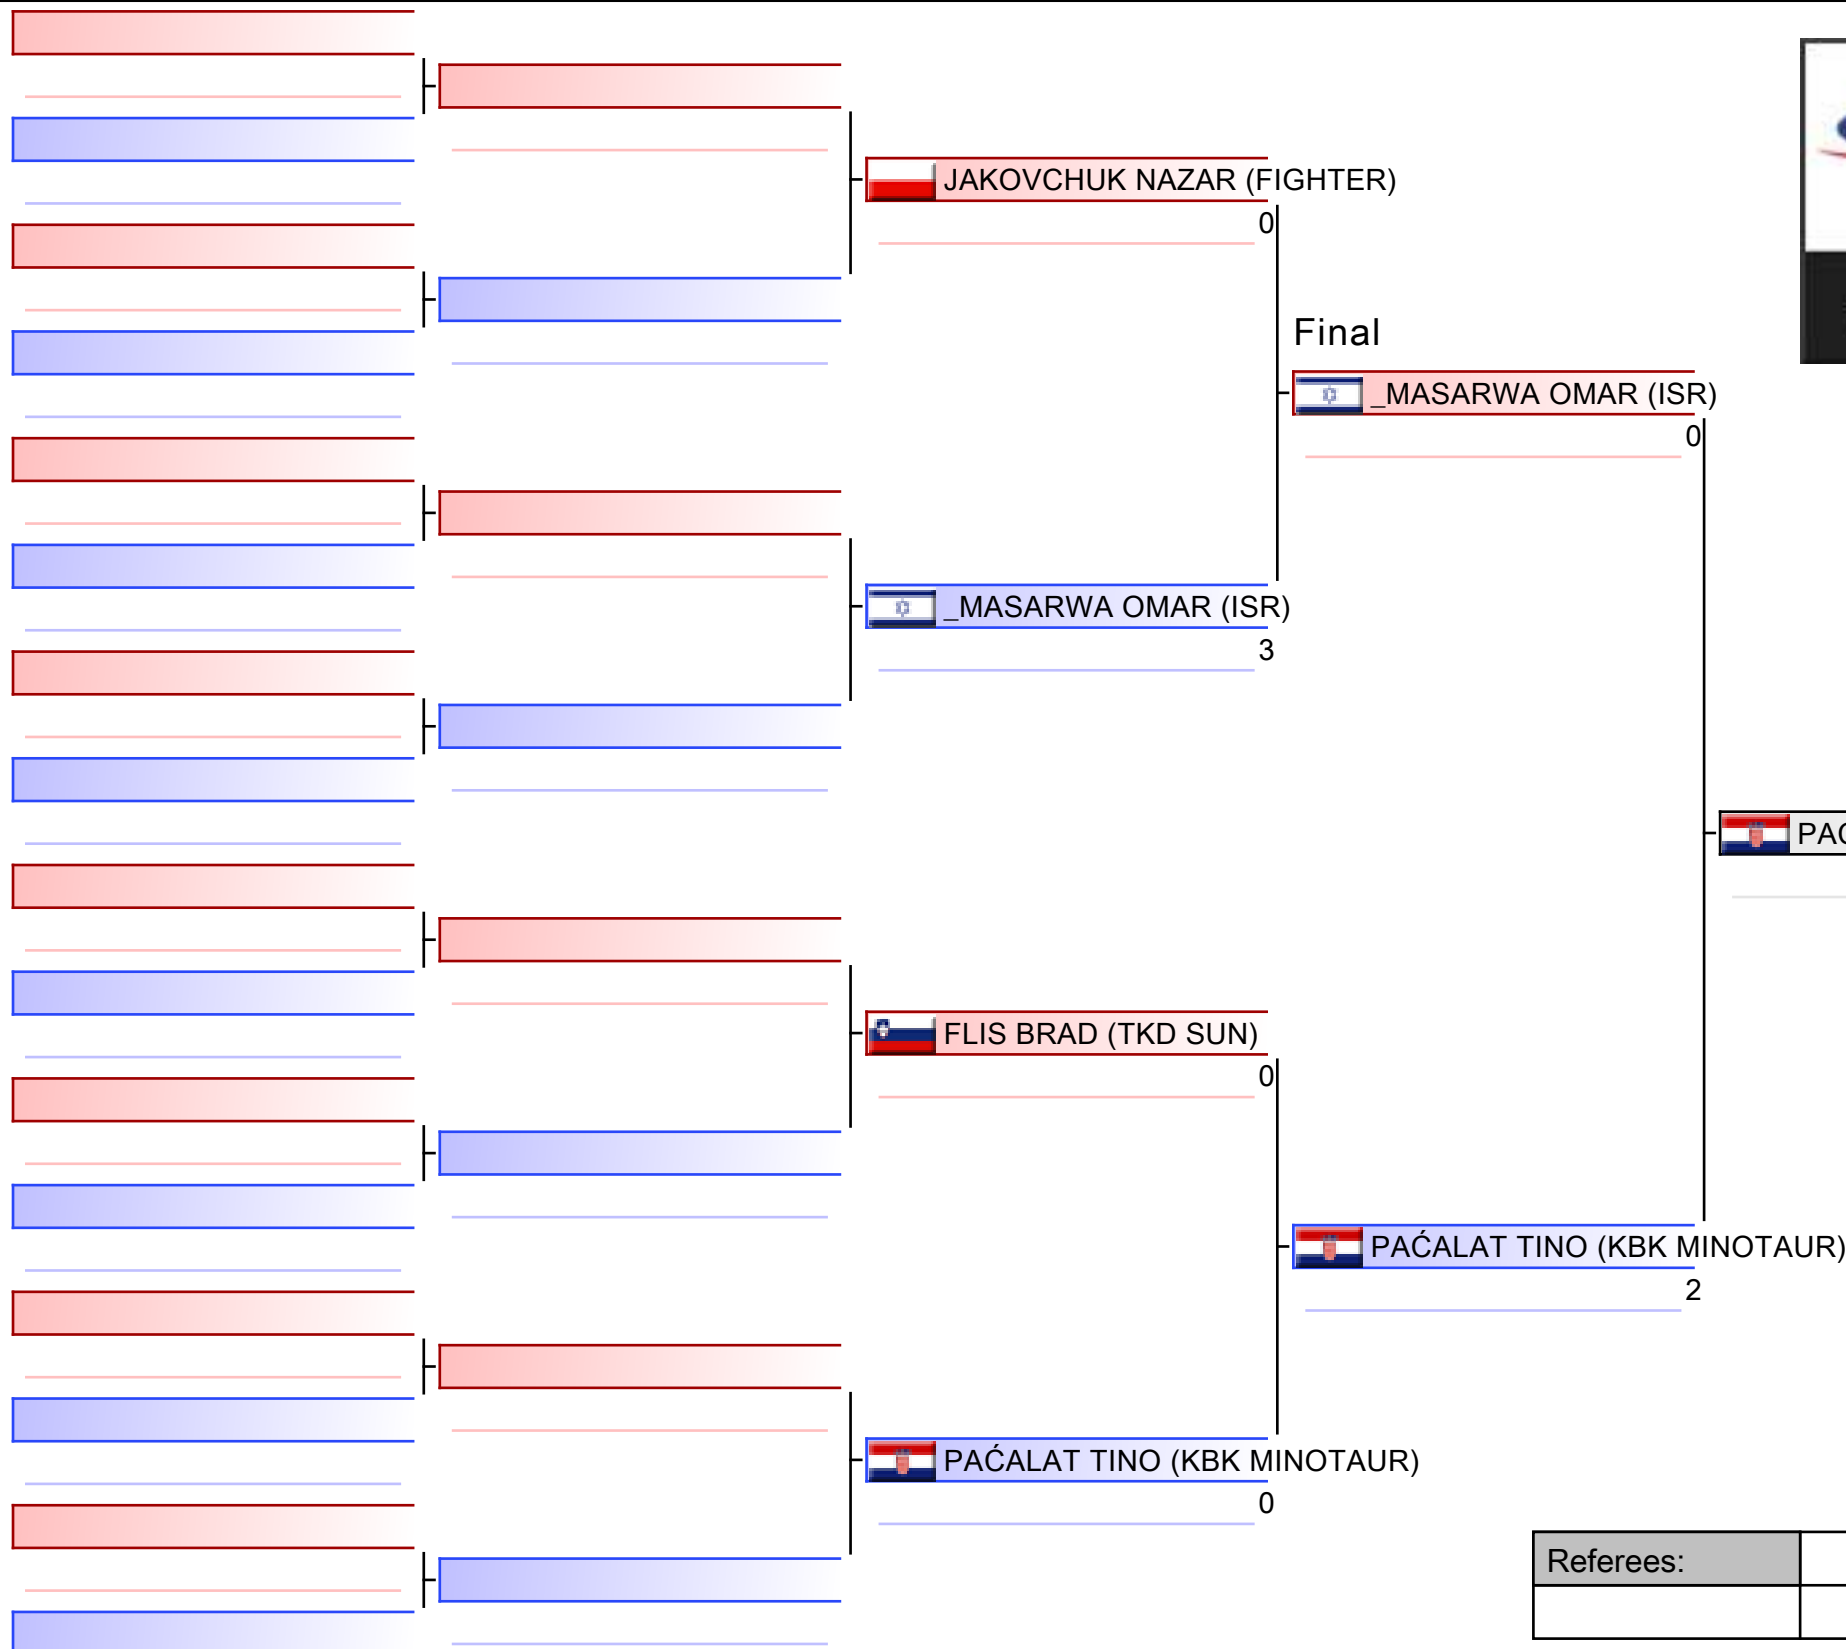 JAKOVCHUK NAZAR (FIGHTER)
0
Final
_MASARWA OMAR (ISR)
0
_MASARWA OMAR (ISR)
3
FLIS BRAD (TKD SUN)
0
PAĆALAT TINO (KBK MINOTAUR)
2
PAĆALAT TINO (KBK MINOTAUR)
0
Referees: